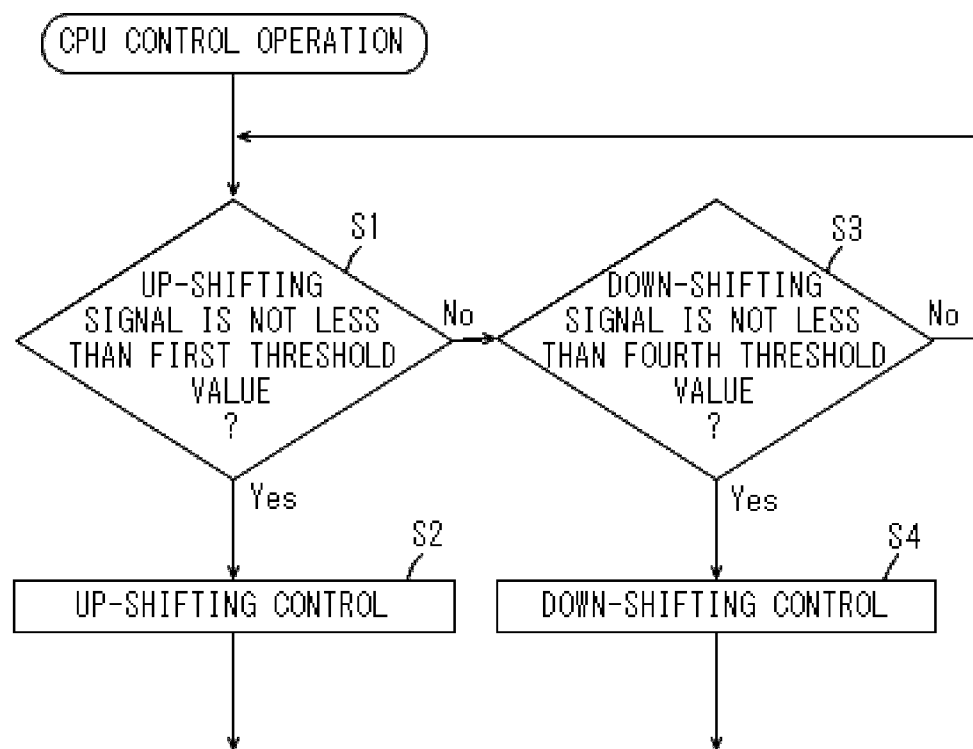 CPU CONTROL OPERATION
S1
UP-SHIFTING
SIGNAL IS NOT LESS
THAN FIRST THRESHOLD
VALUE
?
No
Yes
S3
DOWN-SHIFTING
SIGNAL IS NOT LESS
THAN FOURTH THRESHOLD
VALUE
?
No
Yes
S2
UP-SHIFTING CONTROL
S4
DOWN-SHIFTING CONTROL